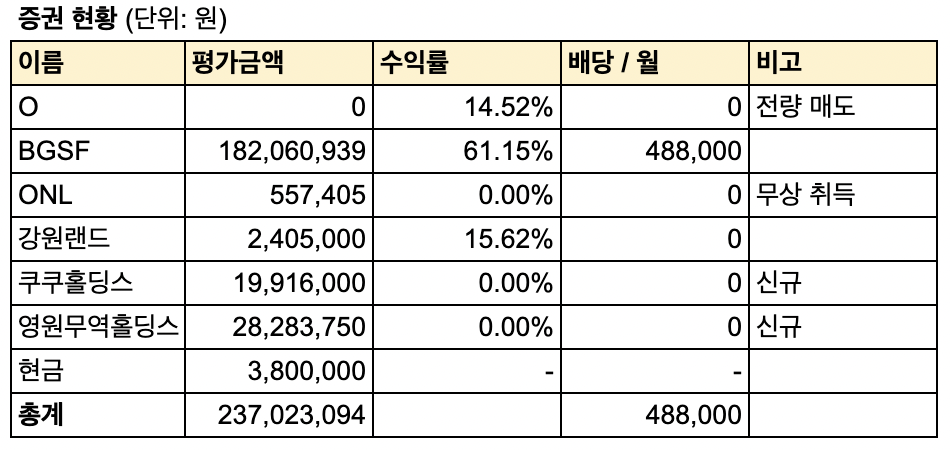 증권 현황 (단위: 원)
이름 평가금액 수익률 배당 / 월 비고
O 0 14.52% 0 전량 매도
BGSF 182,060,939 61.15% 488,000
ONL 557,405 0.00% 0 무상 취득
강원랜드 2,405,000 15.62% 0
쿠쿠홀딩스 19,916,000 0.00% 0 신규
영원무역홀딩스 28,283,750 0.00% 0 신규
현금 3,800,000 - -
총계 237,023,094 488,000